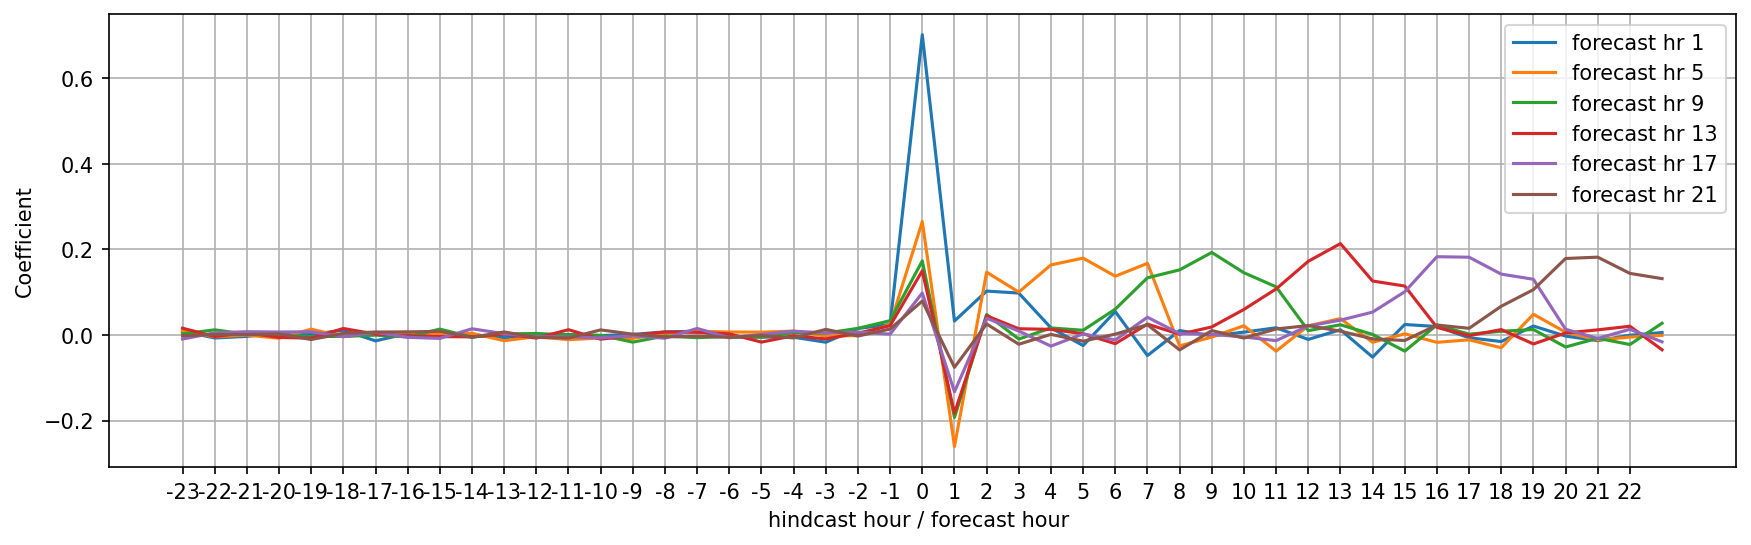 0.6
0.4
0.2
0.0
−0.2
Coefficient
-23 -22 -21 -20 -19 -18 -17 -16 -15 -14 -13 -12 -11 -10 -9 -8 -7 -6 -5 -4 -3 -2 -1 0 1 2 3 4 5 6 7 8 9 10 11 12 13 14 15 16 17 18 19 20 21 22
hindcast hour / forecast hour
forecast hr 1
forecast hr 5
forecast hr 9
forecast hr 13
forecast hr 17
forecast hr 21